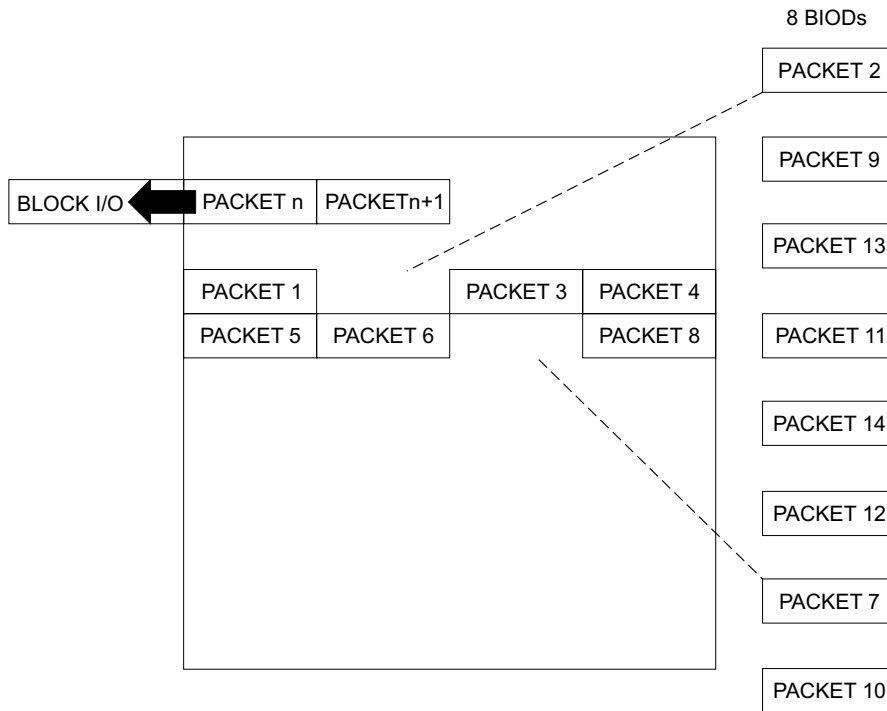 8 BIODs
PACKET 2
PACKET 9
BLOCK I/O PACKET n PACKETn+1
PACKET 13
PACKET 1 PACKET 3 PACKET 4
PACKET 5 PACKET 6 PACKET 8 PACKET 11
PACKET 14
PACKET 12
PACKET 7
PACKET 10